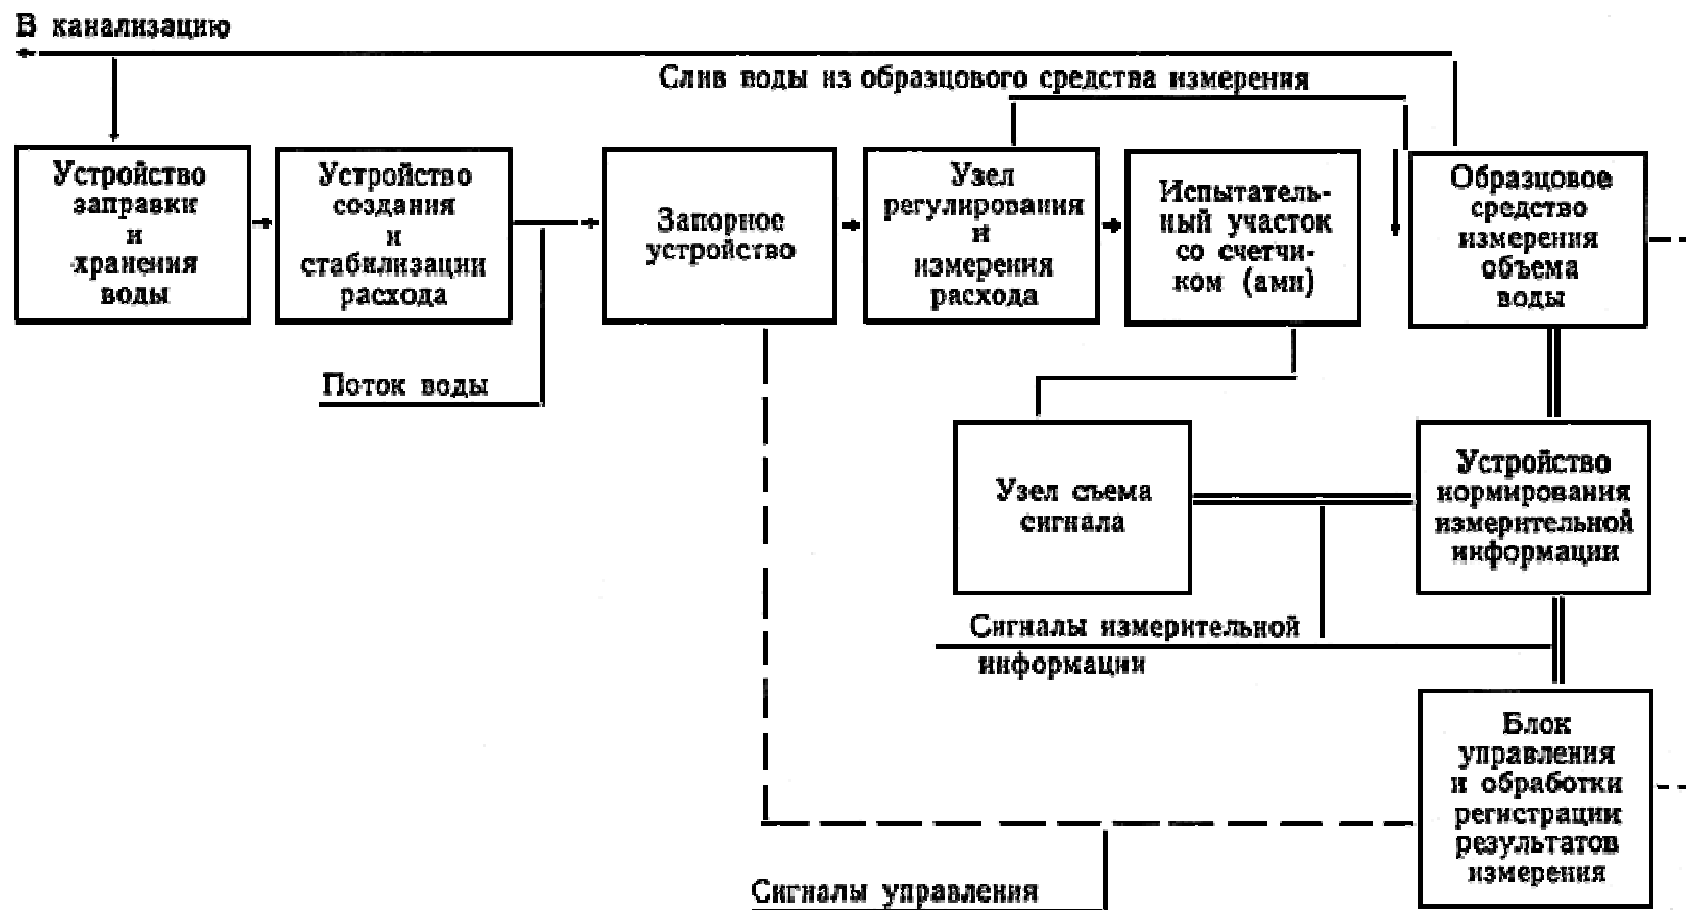 В канализацию
Слив воды из образцового средства измерения
Устройство
заправки
и
хранения
воды
Устройство
создания
и
стабилизации
расхода
Запорное
устройство
Узел
регулирования
и
измерения
расхода
Испытатель-
ный участок
со счетчи-
ком (ами)
Образцовое
средство
измерения
объема
воды
Поток воды
Узел съема
сигнала
Устройство
нормирования
измерительной
информации
Сигналы измерительной
информации
Блок
управления
и обработки
регистрации
результатов
измерения
Сигналы управления